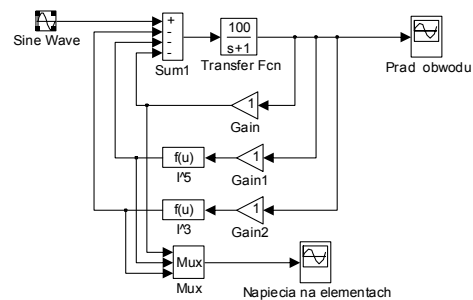 Sine Wave
+
-
-
-
Sum1
100
s+1
Transfer Fcn
Prad obwodu
1
Gain
f(u)
I^5
1
Gain1
f(u)
I^3
1
Gain2
Mux
Mux
Napiecia na elementach